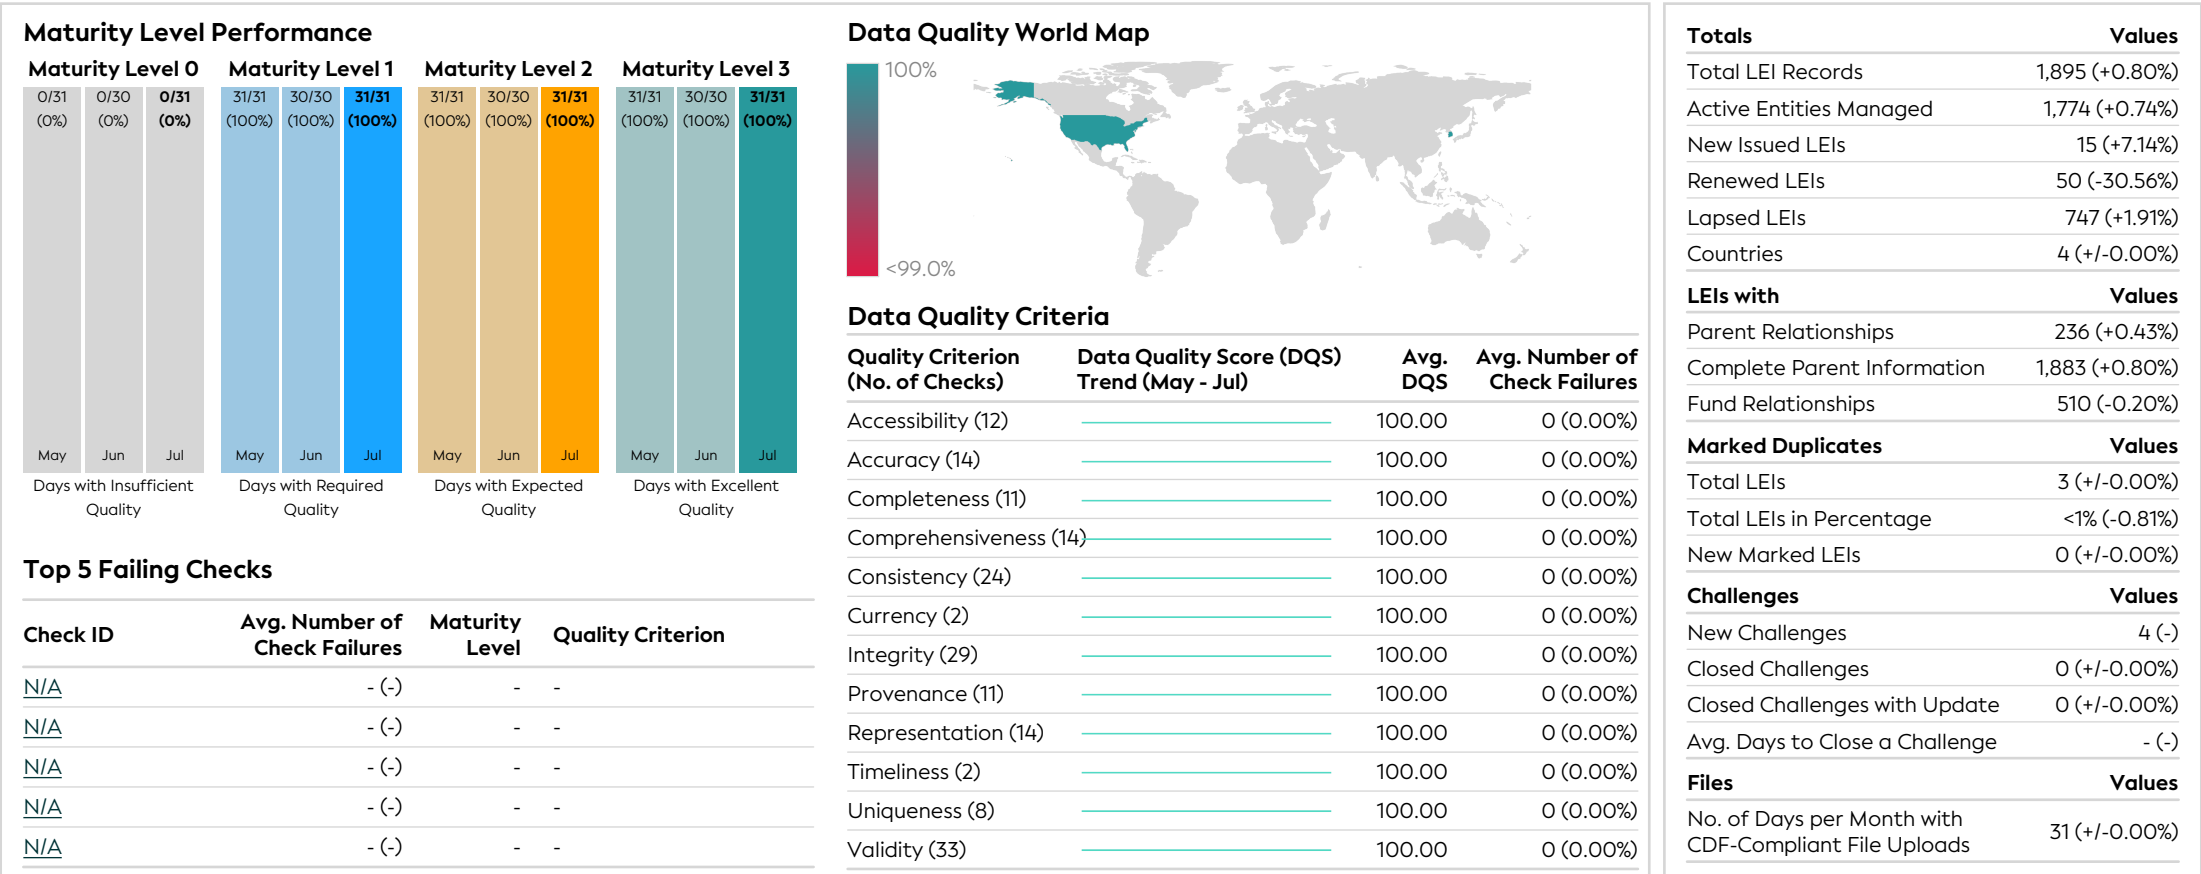 Maturity Level Performance
Maturity Level 0
Maturity Level 1
Maturity Level 2
Maturity Level 3
0/31 0/30 0/31
(0%) (0%) (0%)
31/31 30/30 31/31
(100%) (100%) (100%)
31/31 30/30 31/31
(100%) (100%) (100%)
31/31 30/30 31/31
(100%) (100%) (100%)
May Jun Jul
May Jun Jul
May Jun Jul
May Jun Jul
Days with Insufficient
Quality
Days with Required
Quality
Days with Expected
Quality
Days with Excellent
Quality
Top 5 Failing Checks
Check ID
Avg. Number of
Check Failures
Maturity
Level
Quality Criterion
N/A - (-) - -
N/A - (-) - -
N/A - (-) - -
N/A - (-) - -
N/A - (-) - -
Data Quality World Map
100%
<99.0%
Data Quality Criteria
Quality Criterion
(No. of Checks)
Data Quality Score (DQS)
Trend (May - Jul)
Avg.
DQS
Avg. Number of
Check Failures
Accessibility (12) 100.00 0 (0.00%)
Accuracy (14) 100.00 0 (0.00%)
Completeness (11) 100.00 0 (0.00%)
Comprehensiveness (14) 100.00 0 (0.00%)
Consistency (24) 100.00 0 (0.00%)
Currency (2) 100.00 0 (0.00%)
Integrity (29) 100.00 0 (0.00%)
Provenance (11) 100.00 0 (0.00%)
Representation (14) 100.00 0 (0.00%)
Timeliness (2) 100.00 0 (0.00%)
Uniqueness (8) 100.00 0 (0.00%)
Validity (33) 100.00 0 (0.00%)
Totals Values
Total LEI Records 1,895 (+0.80%)
Active Entities Managed 1,774 (+0.74%)
New Issued LEIs 15 (+7.14%)
Renewed LEIs 50 (-30.56%)
Lapsed LEIs 747 (+1.91%)
Countries 4 (+/-0.00%)
LEIs with Values
Parent Relationships 236 (+0.43%)
Complete Parent Information 1,883 (+0.80%)
Fund Relationships 510 (-0.20%)
Marked Duplicates Values
Total LEIs 3 (+/-0.00%)
Total LEIs in Percentage <1% (-0.81%)
New Marked LEIs 0 (+/-0.00%)
Challenges Values
New Challenges 4 (-)
Closed Challenges 0 (+/-0.00%)
Closed Challenges with Update 0 (+/-0.00%)
Avg. Days to Close a Challenge - (-)
Files Values
No. of Days per Month with
CDF-Compliant File Uploads 31 (+/-0.00%)